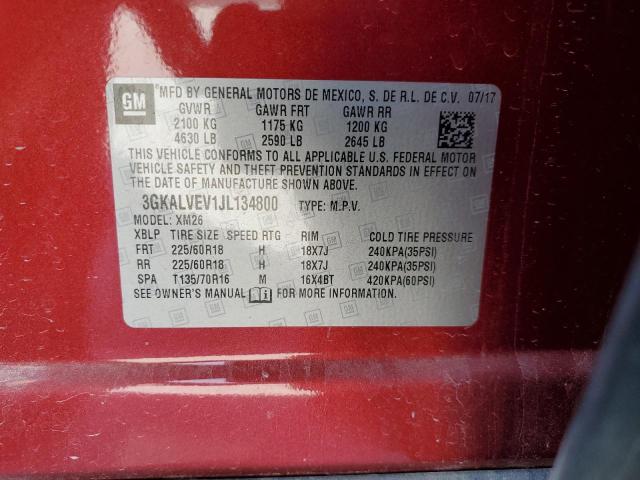 GM MFD BY GENERAL MOTORS DE MEXICO, S. DE R.L. DE C.V. 07/17
GVWR GAWR FRT GAWR RR
2100 KG 1175 KG 1200 KG
4630 LB 2590 LB 2645 LB
THIS VEHICLE CONFORMS TO ALL APPLICABLE U.S. FEDERAL MOTOR
VEHICLE SAFETY AND THEFT PREVENTION STANDARDS IN EFFECT
ON THE DATE OF MANUFACTURE SHOWN ABOVE.
3GKALVEV1JL134800 TYPE: M.P.V.
MODEL: XM26
XBLP TIRE SIZE SPEED RTG RIM COLD TIRE PRESSURE
FRT 225/60R18 H 18X7J 240KPA(35PSI)
RR 225/60R18 H 18X7J 240KPA(35PSI)
SPA T135/70R16 M 16X4BT 420KPA(60PSI)
SEE OWNER'S MANUAL FOR MORE INFORMATION.